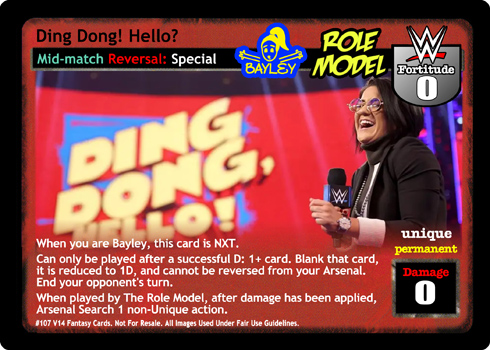 Ding Dong! Hello?
Mid-match Reversal: Special
BAYLEY
ROLE
MODEL
W
Fortitude
0
DING
DONG,
HELLO!
W
When you are Bayley, this card is NXT.
Can only be played after a successful D: 1+ card. Blank that card,
it is reduced to 1D, and cannot be reversed from your Arsenal.
End your opponent's turn.
When played by The Role Model, after damage has been applied,
Arsenal Search 1 non-Unique action.
unique
permanent
Damage
0
#107 V14 Fantasy Cards. Not For Resale. All Images Used Under Fair Use Guidelines.